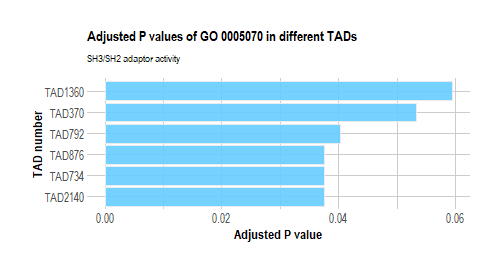 Adjusted P values of GO 0005070 in different TADs
SH3/SH2 adaptor activity
TAD number
TAD1360
TAD370
TAD792
TAD876
TAD734
TAD2140
0.00 0.02 0.04 0.06
Adjusted P value